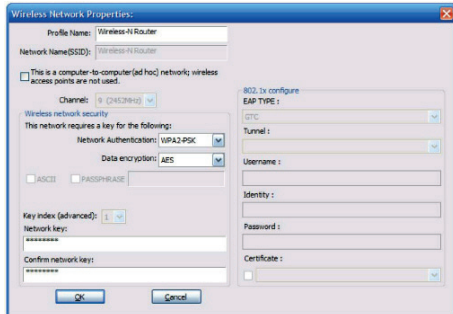 Wireless Network Properties:
Profile Name: Wireless-N Router
Network Name(SSID): Wireless-N Router
This is a computer-to-computer(ad hoc) network; wireless
access points are not used.
Channel: 9 (2452MHz)
Wireless network security
This network requires a key for the following:
Network Authentication: WPA2-PSK
Data encryption: AES
ASCII PASSPHRASE
Key index (advanced): 1
Network key:
********
Confirm network key:
********
OK Cancel
802.1x configure
EAP TYPE :
GTC
Tunnel :
Username :
Identity :
Password :
Certificate :